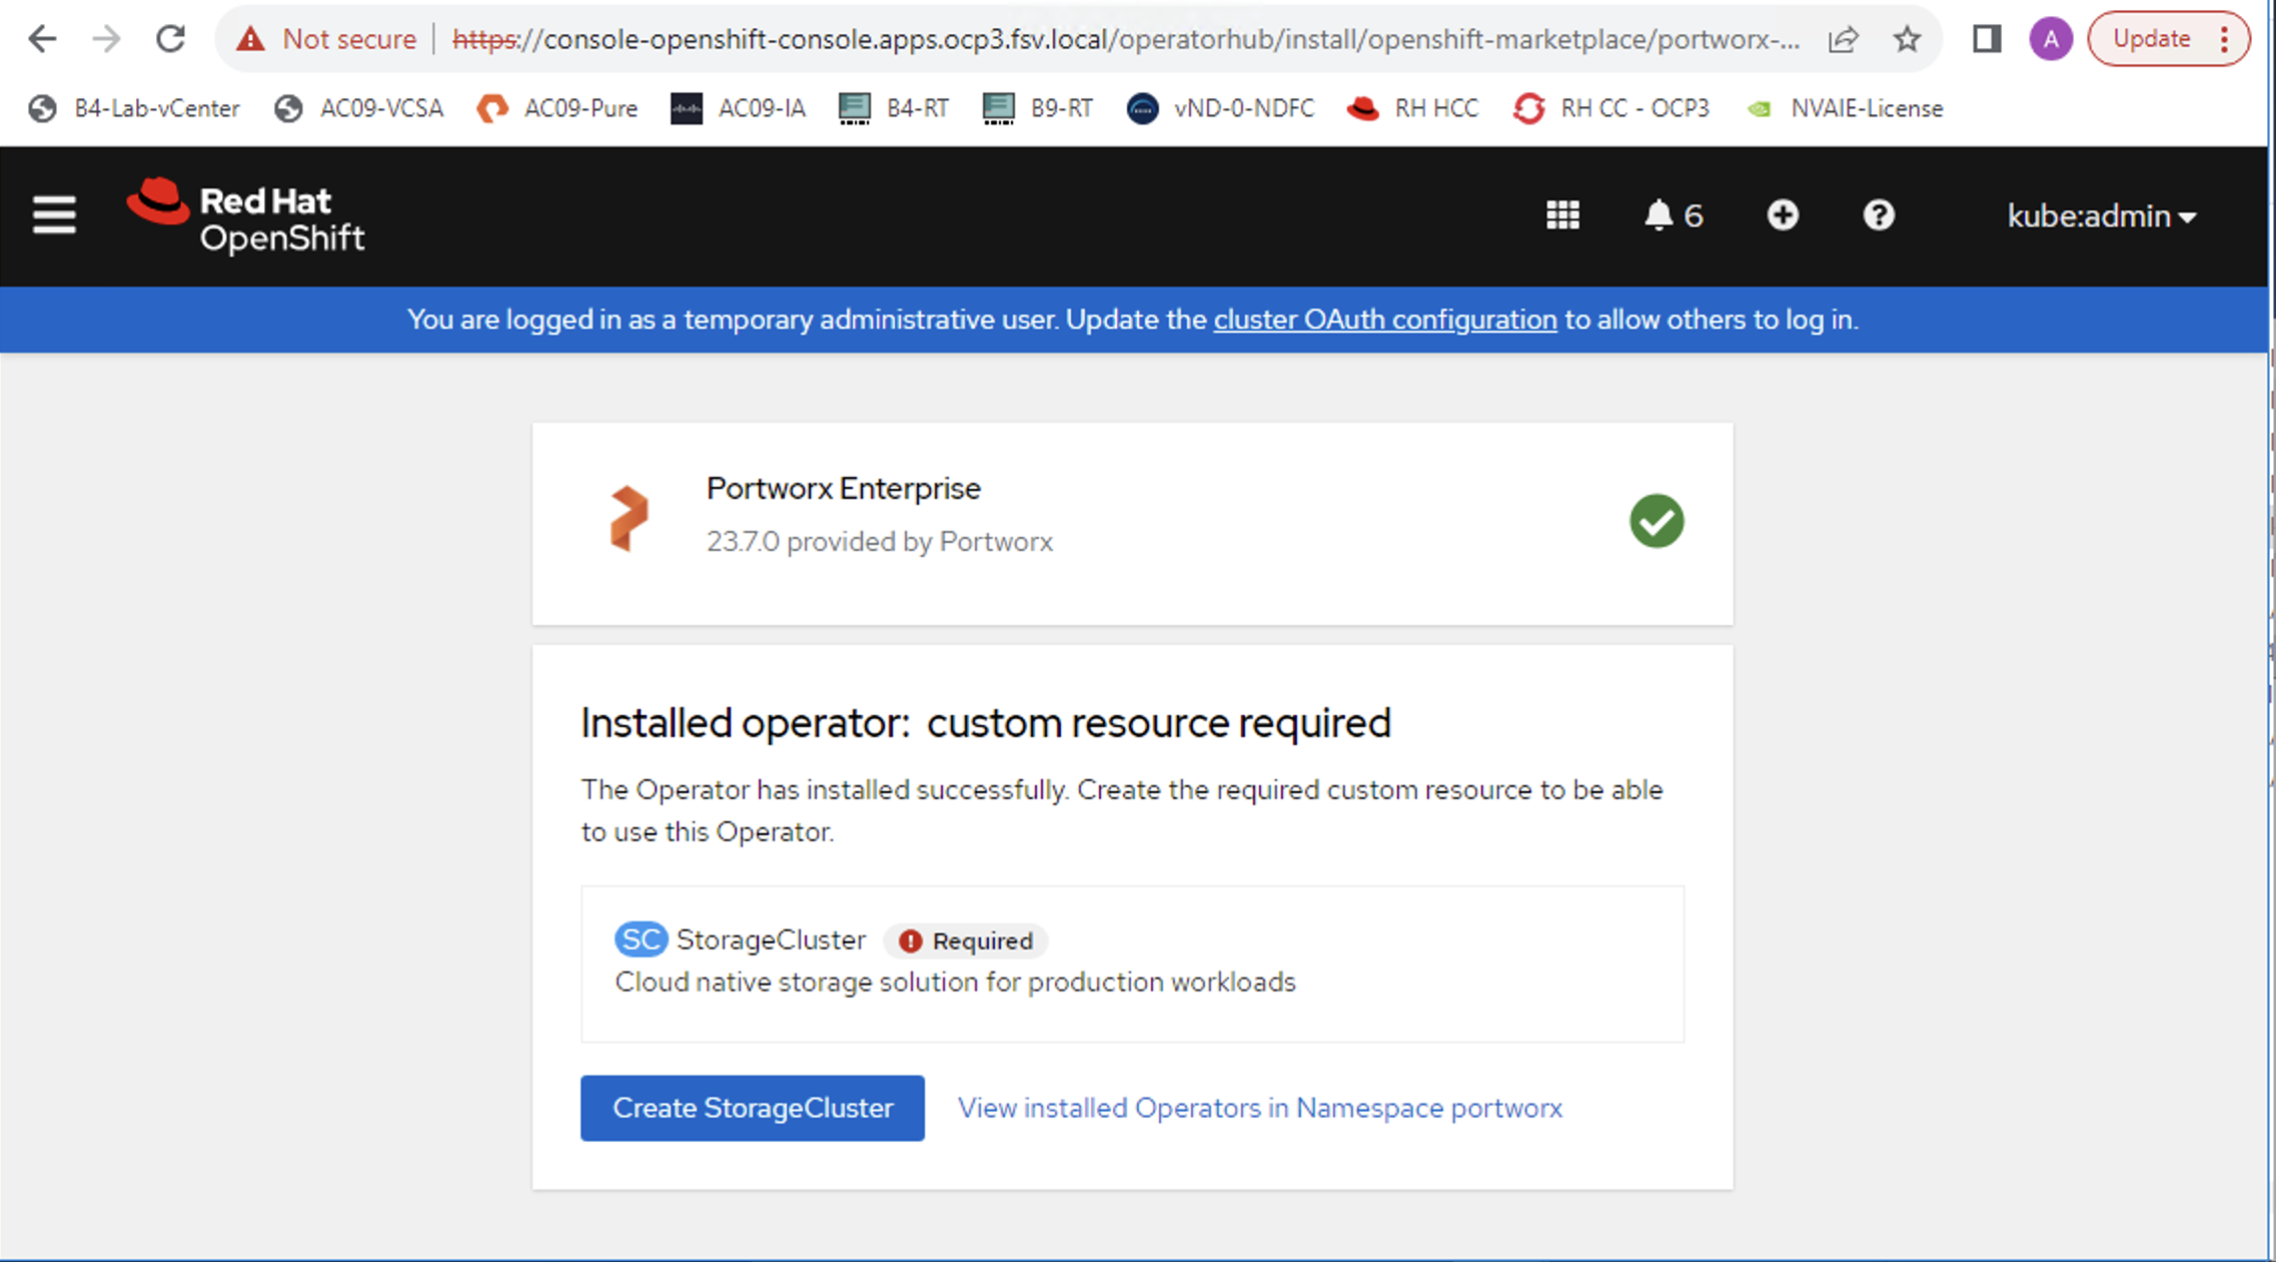 Not secure https://console-openshift-console.apps.ocp3.fsv.local/operatorhub/install/openshift-marketplace/portworx-... A Update
B4-Lab-vCenter AC09-VCSA AC09-Pure AC09-IA B4-RT B9-RT vND-0-NDFC RH HCC RH CC - OCP3 NVAIE-License
Red Hat
OpenShift
6 kube:admin
You are logged in as a temporary administrative user. Update the cluster OAuth configuration to allow others to log in.
Portworx Enterprise
23.7.0 provided by Portworx
Installed operator: custom resource required
The Operator has installed successfully. Create the required custom resource to be able
to use this Operator.
SC StorageCluster Required
Cloud native storage solution for production workloads
Create StorageCluster View installed Operators in Namespace portworx